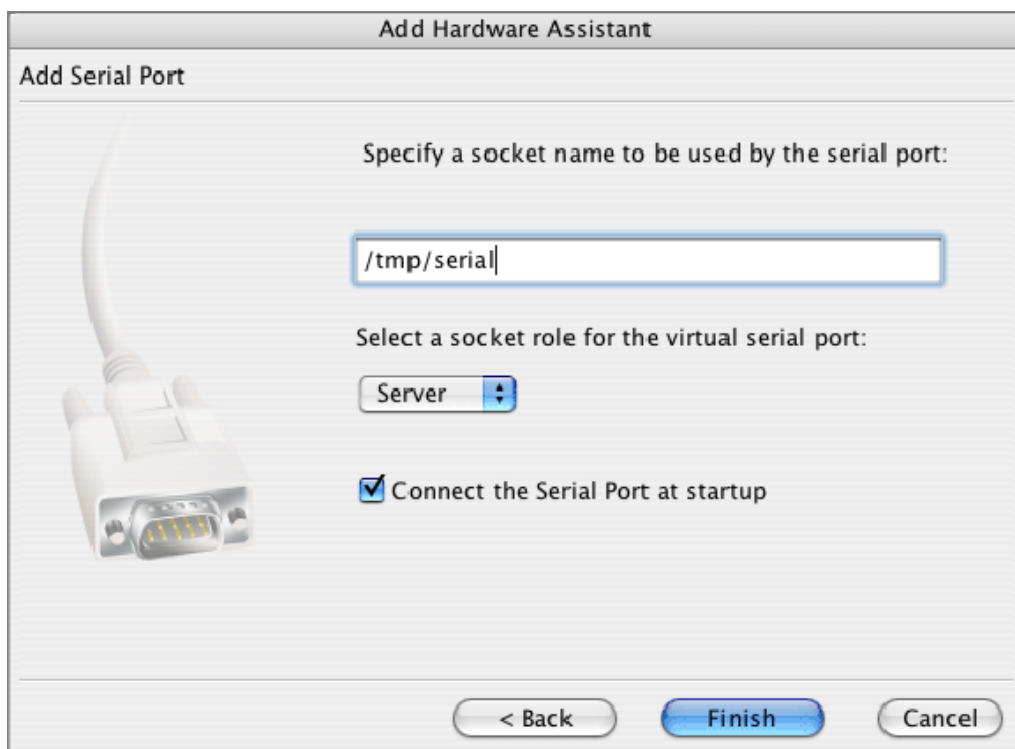 Add Hardware Assistant
Add Serial Port
Specify a socket name to be used by the serial port:
/tmp/serial
Select a socket role for the virtual serial port:
Server
Connect the Serial Port at startup
< Back
Finish
Cancel